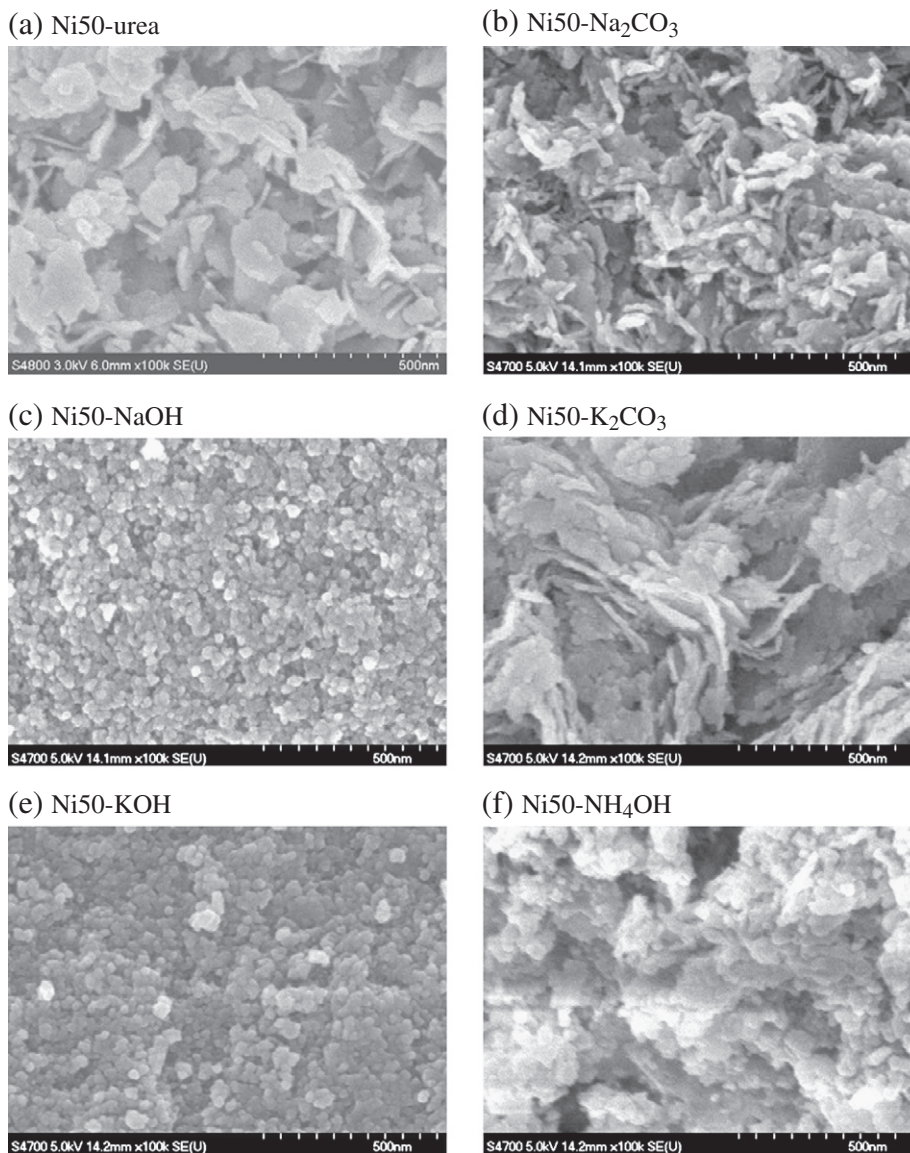 (a) Ni50-urea
(b) Ni50-Na₂CO₃
S4800 3.0kV 6.0mm x100k SE(U) 500nm
S4700 5.0kV 14.1mm x100k SE(U) 500nm
(c) Ni50-NaOH
(d) Ni50-K₂CO₃
S4700 5.0kV 14.1mm x100k SE(U) 500nm
S4700 5.0kV 14.2mm x100k SE(U) 500nm
(e) Ni50-KOH
(f) Ni50-NH₄OH
S4700 5.0kV 14.2mm x100k SE(U) 500nm
S4700 5.0kV 14.2mm x100k SE(U) 500nm